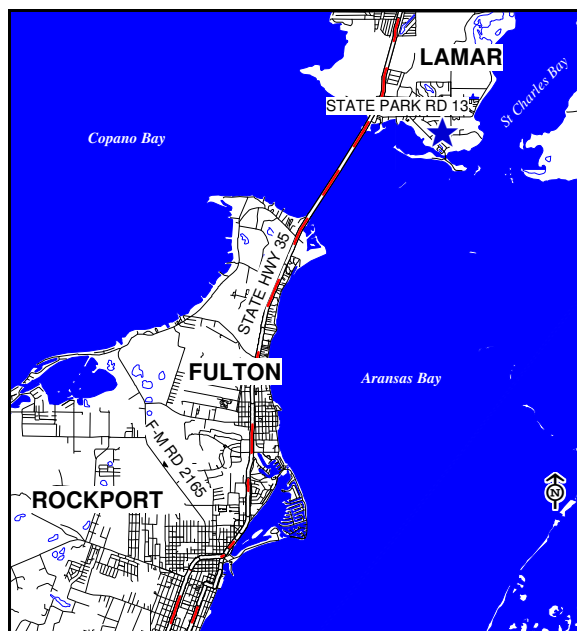 LAMAR
STATE PARK RD 13
St Charles Bay
Copano Bay
STATE HWY 35
FULTON
Aransas Bay
F-M RD 2165
ROCKPORT
N